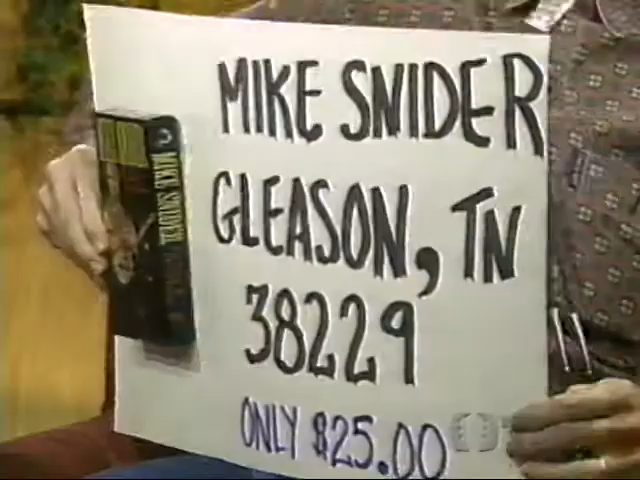 MIKE SNIDER
GLEASON, TN
38229
ONLY $25.00
MIKE SNIDER